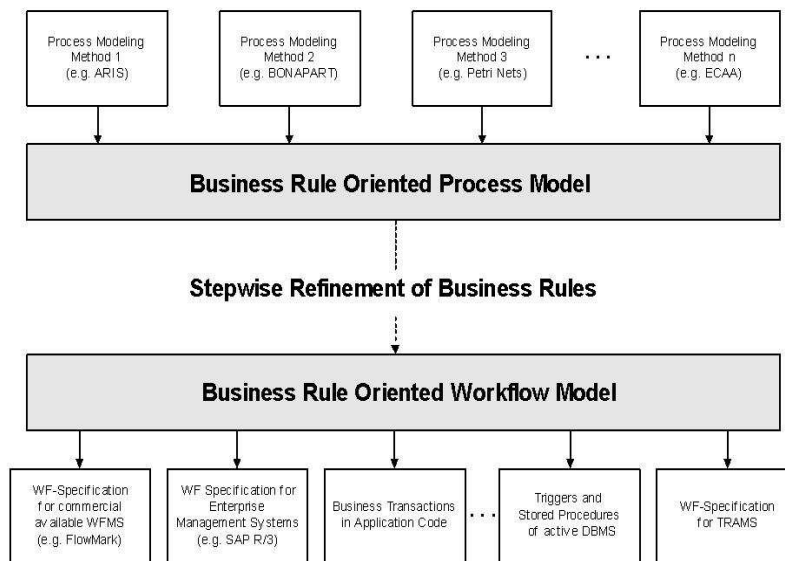 Process Modeling
Method 1
(e.g. ARIS)
Process Modeling
Method 2
(e.g. BONAPART)
Process Modeling
Method 3
(e.g. Petri Nets)
. . .
Process Modeling
Method n
(e.g. ECAA)
Business Rule Oriented Process Model
Stepwise Refinement of Business Rules
Business Rule Oriented Workflow Model
WF-Specification
for commercial
available WFMS
(e.g. FlowMark)
WF Specification for
Enterprise
Management Systems
(e.g. SAP R/3)
Business Transactions
in Application Code
. . .
Triggers and
Stored Procedures
of active DBMS
WF-Specification
for TRAMS